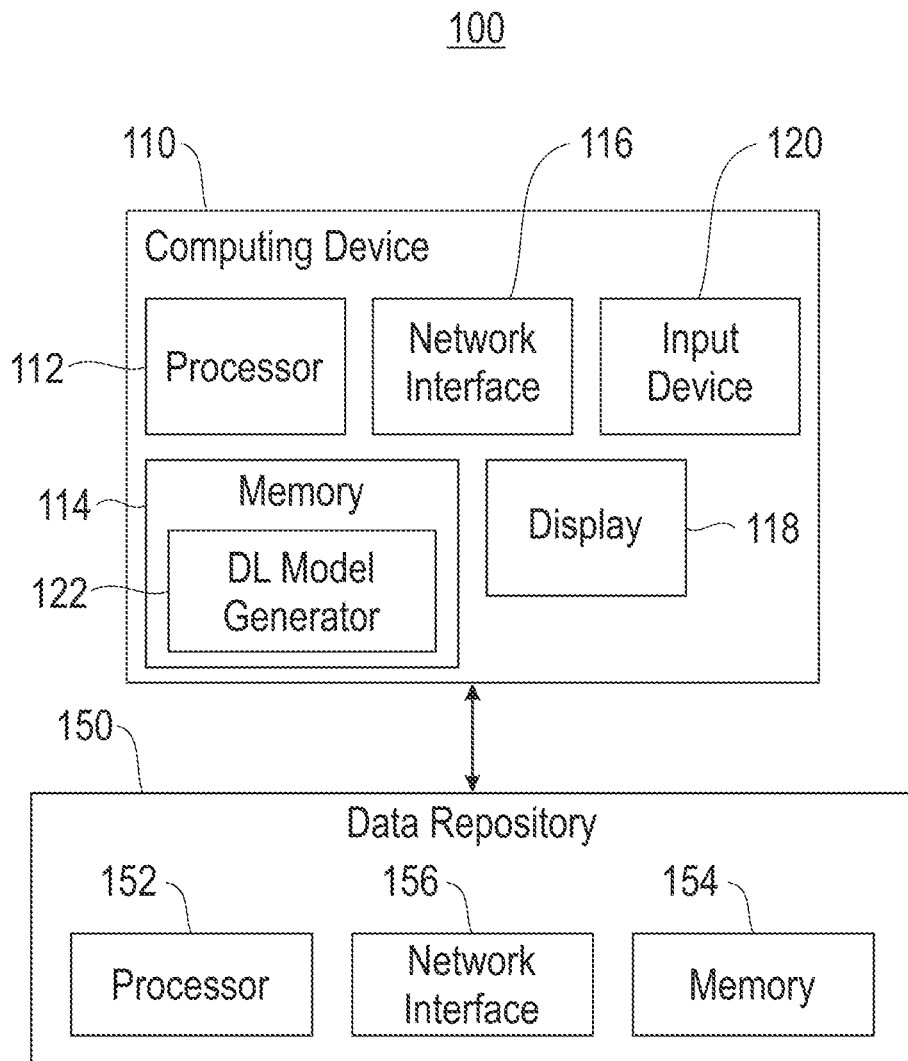 100
110
116
120
Computing Device
112
Processor
Network
Interface
Input
Device
114
Memory
122
DL Model
Generator
Display
118
150
Data Repository
152
156
154
Processor
Network
Interface
Memory